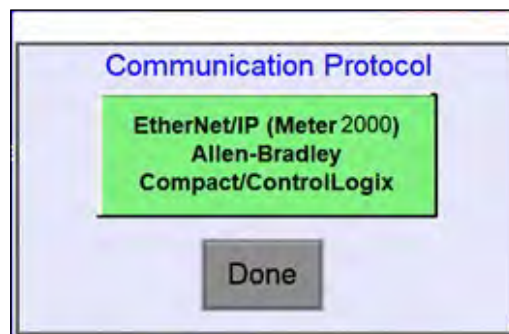 Communication Protocol
EtherNet/IP (Meter 2000)
Allen-Bradley
Compact/ControlLogix
Done